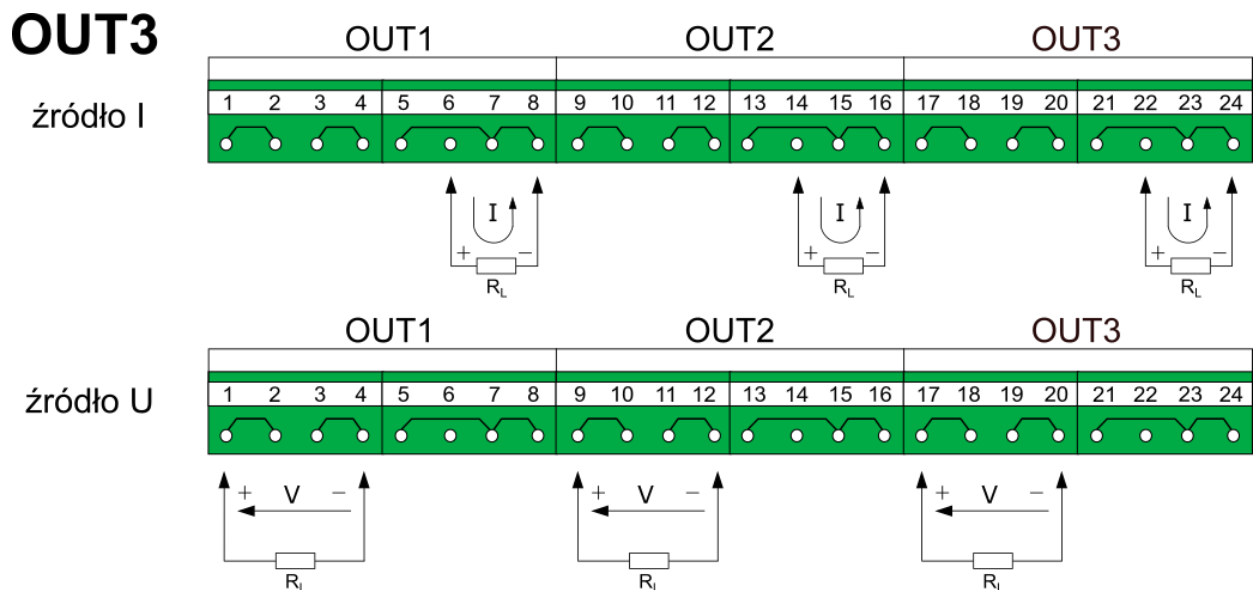 OUT3
OUT1 OUT2 OUT3
źródło I
1 2 3 4 5 6 7 8 9 10 11 12 13 14 15 16 17 18 19 20 21 22 23 24
I I I
+ − + − + −
RL RL RL
OUT1 OUT2 OUT3
źródło U
1 2 3 4 5 6 7 8 9 10 11 12 13 14 15 16 17 18 19 20 21 22 23 24
+ V − + V − + V −
RL RL RL